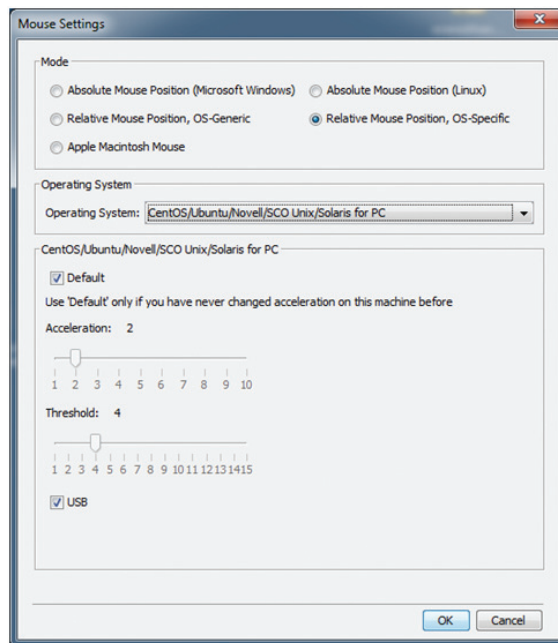 Mouse Settings
Mode
Absolute Mouse Position (Microsoft Windows) Absolute Mouse Position (Linux)
Relative Mouse Position, OS-Generic Relative Mouse Position, OS-Specific
Apple Macintosh Mouse
Operating System
Operating System: CentOS/Ubuntu/Novell/SCO Unix/Solaris for PC
CentOS/Ubuntu/Novell/SCO Unix/Solaris for PC
Default
Use 'Default' only if you have never changed acceleration on this machine before
Acceleration: 2
1 2 3 4 5 6 7 8 9 10
Threshold: 4
1 2 3 4 5 6 7 8 9 10 11 12 13 14 15
USB
OK Cancel